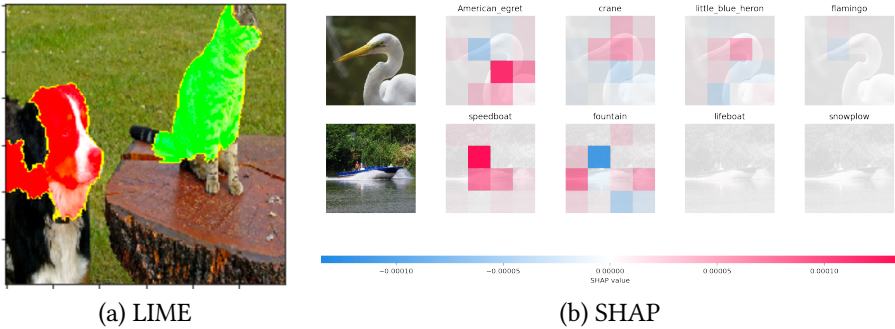 American_egret crane little_blue_heron flamingo
speedboat fountain lifeboat snowplow
−0.00010 −0.00005 0.00000 0.00005 0.00010
SHAP value
(a) LIME (b) SHAP